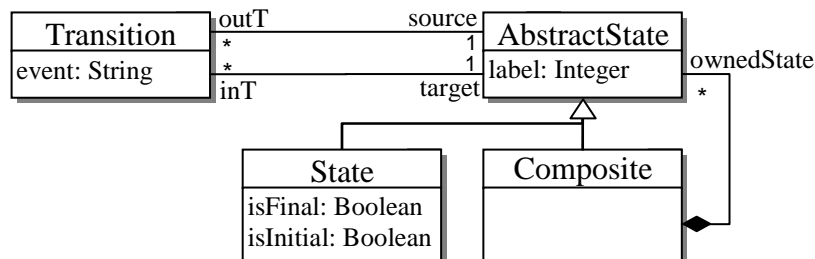 Transition
event: String
outT
*
source
1
*
inT
1
target
AbstractState
label: Integer
ownedState
*
State
isFinal: Boolean
isInitial: Boolean
Composite